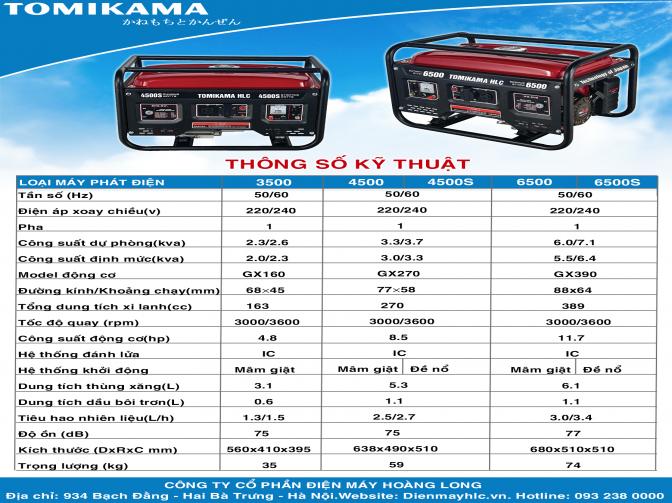 TOMIKAMA
かねもちとかんぜん
4500S TOMIKAMA HLC 4500S
6500 TOMIKAMA HLC 6500
Technology of Japan
THÔNG SỐ KỸ THUẬT
LOẠI MÁY PHÁT ĐIỆN 3500 4500 4500S 6500 6500S
Tần số (Hz) 50/60 50/60 50/60
Điện áp xoay chiều(v) 220/240 220/240 220/240
Pha 1 1 1
Công suất dự phòng(kva) 2.3/2.6 3.3/3.7 6.0/7.1
Công suất định mức(kva) 2.0/2.3 3.0/3.3 5.5/6.4
Model động cơ GX160 GX270 GX390
Đường kính/Khoảng chạy(mm) 68×45 77×58 88x64
Tổng dung tích xi lanh(cc) 163 270 389
Tốc độ quay (rpm) 3000/3600 3000/3600 3000/3600
Công suất động cơ(hp) 4.8 8.5 11.7
Hệ thống đánh lửa IC IC IC
Hệ thống khởi động Mâm giật Mâm giật Đề nổ Mâm giật Đề nổ
Dung tích thùng xăng(L) 3.1 5.3 6.1
Dung tích dầu bôi trơn(L) 0.6 1.1 1.1
Tiêu hao nhiên liệu(L/h) 1.3/1.5 2.5/2.7 3.0/3.4
Độ ồn (dB) 75 75 77
Kích thước (DxRxC mm) 560x410x395 638x490x510 680x510x510
Trọng lượng (kg) 35 59 74
CÔNG TY CỔ PHẦN ĐIỆN MÁY HOÀNG LONG
Địa chỉ: 934 Bạch Đằng - Hai Bà Trưng - Hà Nội.Website: Dienmayhlc.vn. Hotline: 093 238 0000